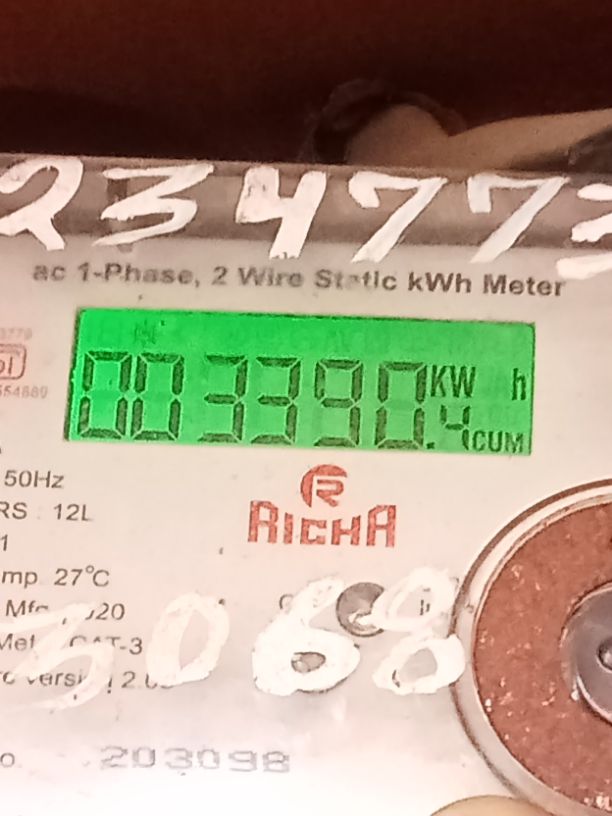 234773
ac 1-Phase, 2 Wire Static kWh Meter
003390.4 KW h CUM
50Hz
RS : 12L
27°C
RICHA
3068
203098